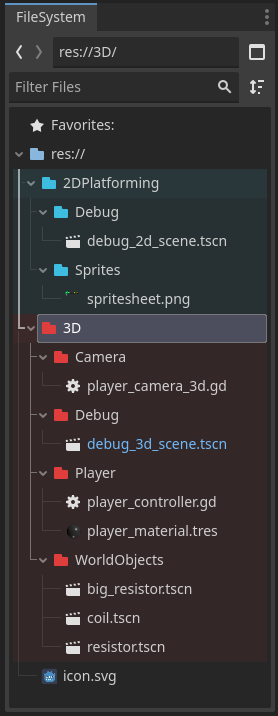 FileSystem
res://3D/
Filter Files
Favorites:
res://
2DPlatforming
Debug
debug_2d_scene.tscn
Sprites
spritesheet.png
3D
Camera
player_camera_3d.gd
Debug
debug_3d_scene.tscn
Player
player_controller.gd
player_material.tres
WorldObjects
big_resistor.tscn
coil.tscn
resistor.tscn
icon.svg